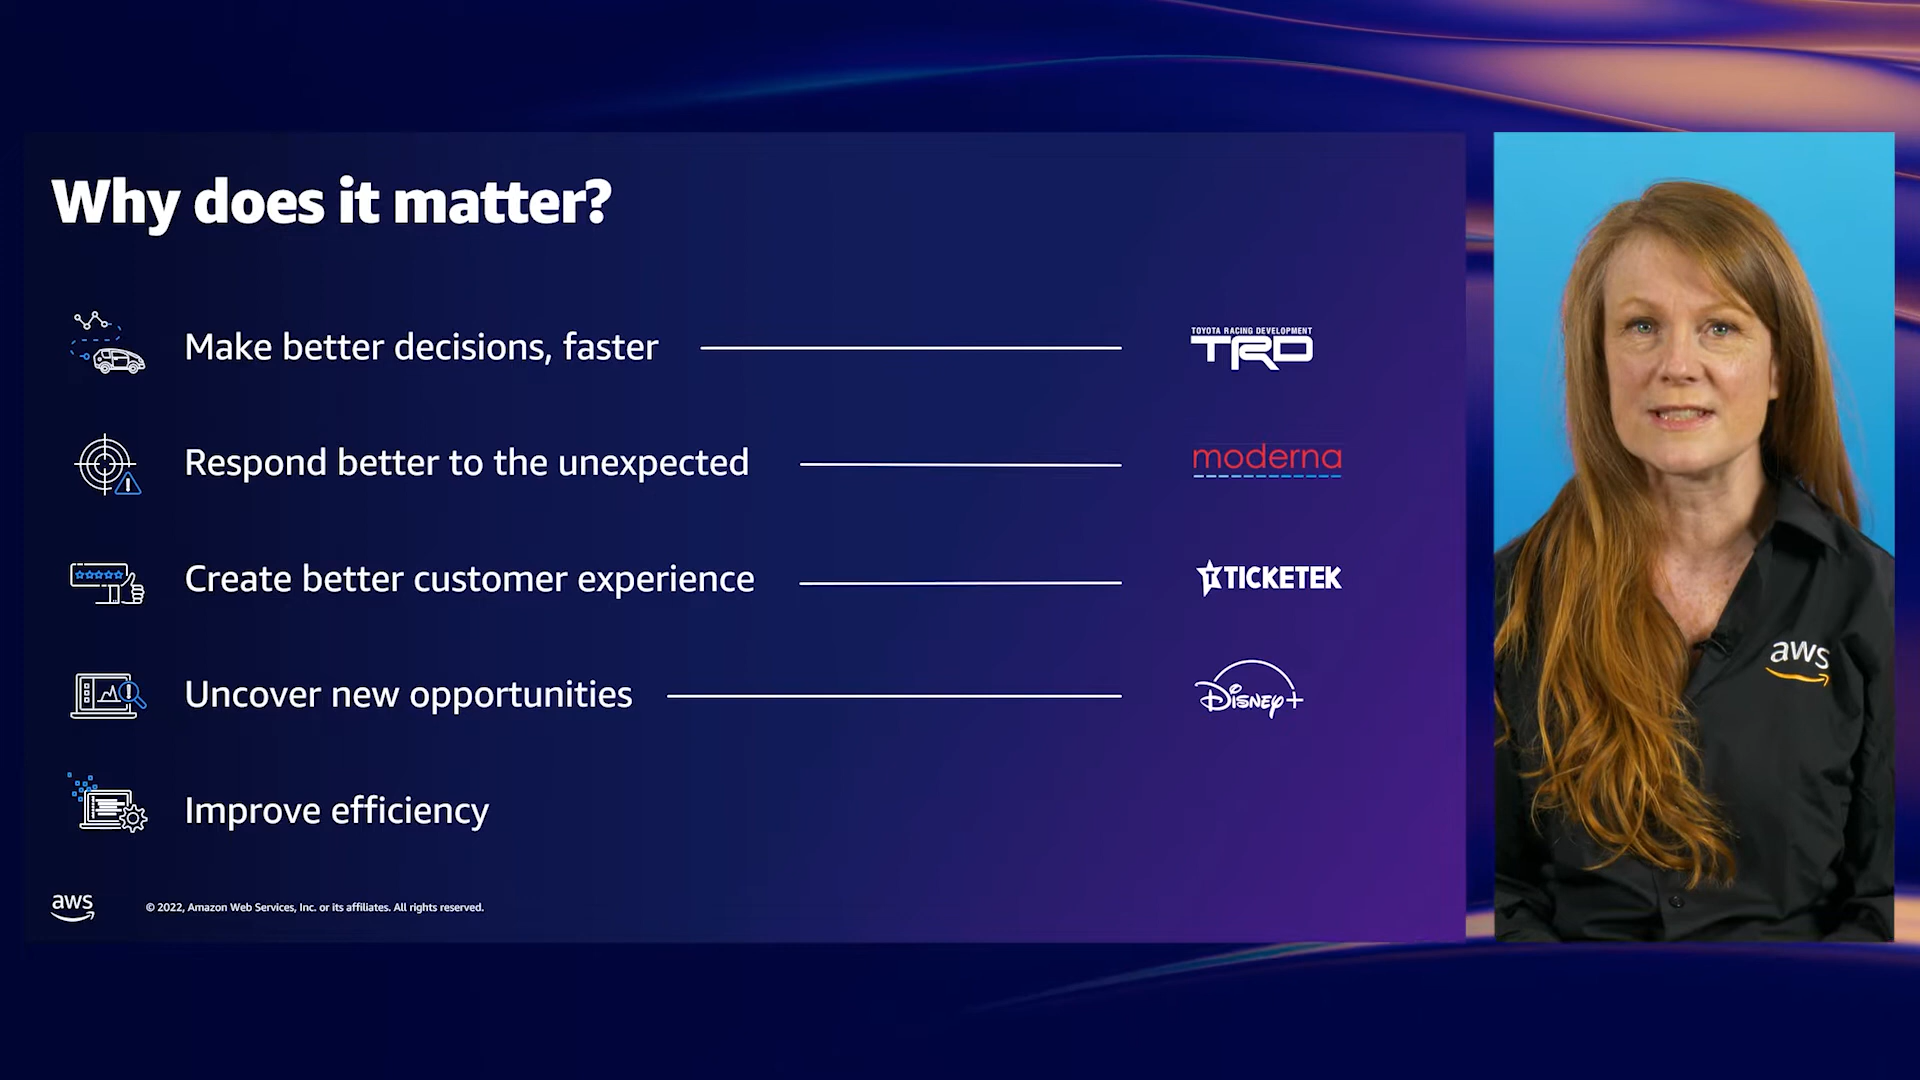 Why does it matter?
Make better decisions, faster
TOYOTA RACING DEVELOPMENT
TRD
Respond better to the unexpected
moderna
Create better customer experience
TICKETEK
Uncover new opportunities
Disney+
Improve efficiency
aws
© 2022, Amazon Web Services, Inc. or its affiliates. All rights reserved.
aws